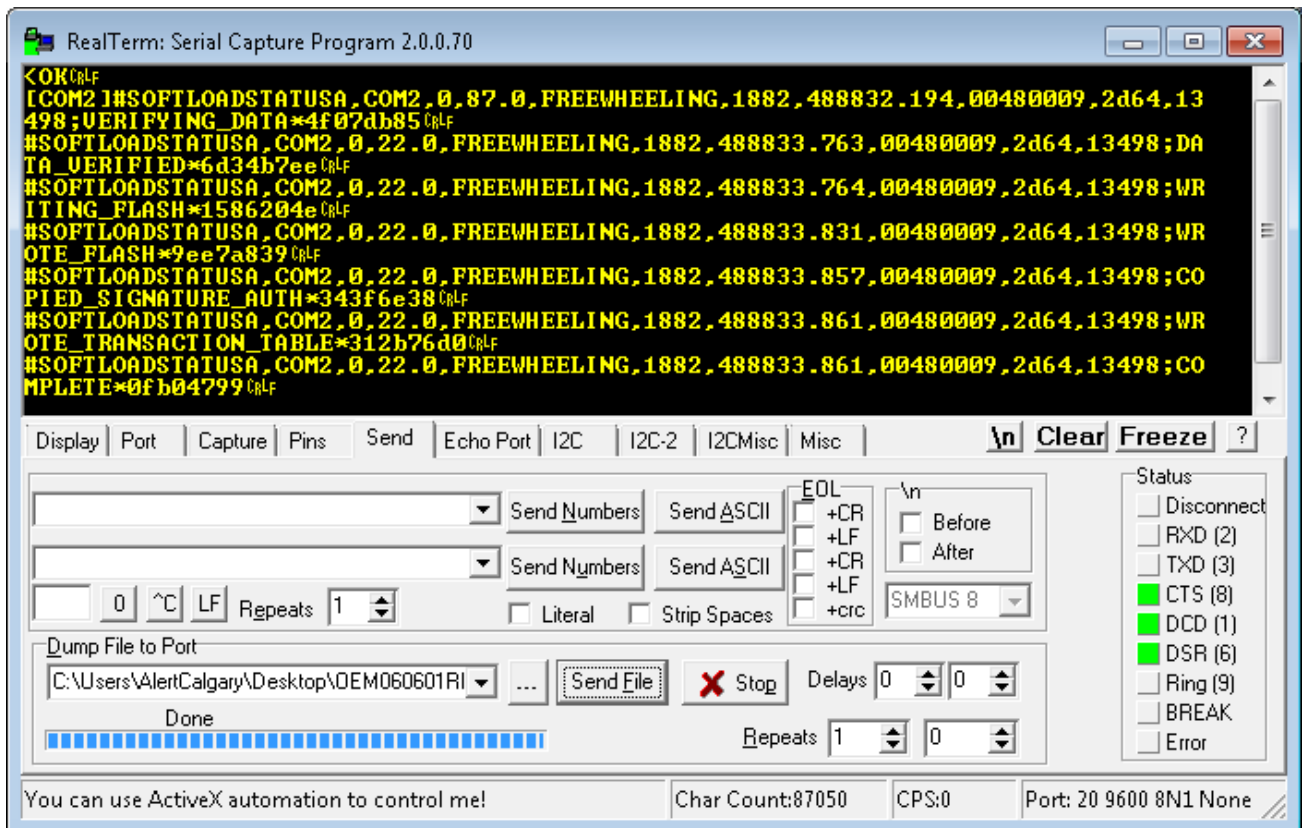 RealTerm: Serial Capture Program 2.0.0.70
<OKCRLF
[COM2]#SOFTLOADSTATUSA,COM2,0,87.0,FREEWHEELING,1882,488832.194,00480009,2d64,13
498;VERIFYING_DATA*4f07db85CRLF
#SOFTLOADSTATUSA,COM2,0,22.0,FREEWHEELING,1882,488833.763,00480009,2d64,13498;DA
TA_VERIFIED*6d34b7eeCRLF
#SOFTLOADSTATUSA,COM2,0,22.0,FREEWHEELING,1882,488833.764,00480009,2d64,13498;WR
ITING_FLASH*1586204eCRLF
#SOFTLOADSTATUSA,COM2,0,22.0,FREEWHEELING,1882,488833.831,00480009,2d64,13498;WR
OTE_FLASH*9ee7a839CRLF
#SOFTLOADSTATUSA,COM2,0,22.0,FREEWHEELING,1882,488833.857,00480009,2d64,13498;CO
PIED_SIGNATURE_AUTH*343f6e38CRLF
#SOFTLOADSTATUSA,COM2,0,22.0,FREEWHEELING,1882,488833.861,00480009,2d64,13498;WR
OTE_TRANSACTION_TABLE*312b76d0CRLF
#SOFTLOADSTATUSA,COM2,0,22.0,FREEWHEELING,1882,488833.861,00480009,2d64,13498;CO
MPLETE*0fb04799CRLF
Display Port Capture Pins Send Echo Port I2C I2C-2 I2CMisc Misc \n Clear Freeze ?
EOL \n Status
Send Numbers Send ASCII +CR Before Disconnect
+LF After RXD (2)
Send Numbers Send ASCII +CR TXD (3)
+LF SMBUS 8 CTS (8)
0 ^C LF Repeats 1 Literal Strip Spaces +crc DCD (1)
Dump File to Port DSR (6)
C:\Users\AlertCalgary\Desktop\OEM060601RI ... Send File Stop Delays 0 0 Ring (9)
Done BREAK
Repeats 1 0 Error
You can use ActiveX automation to control me! Char Count:87050 CPS:0 Port: 20 9600 8N1 None